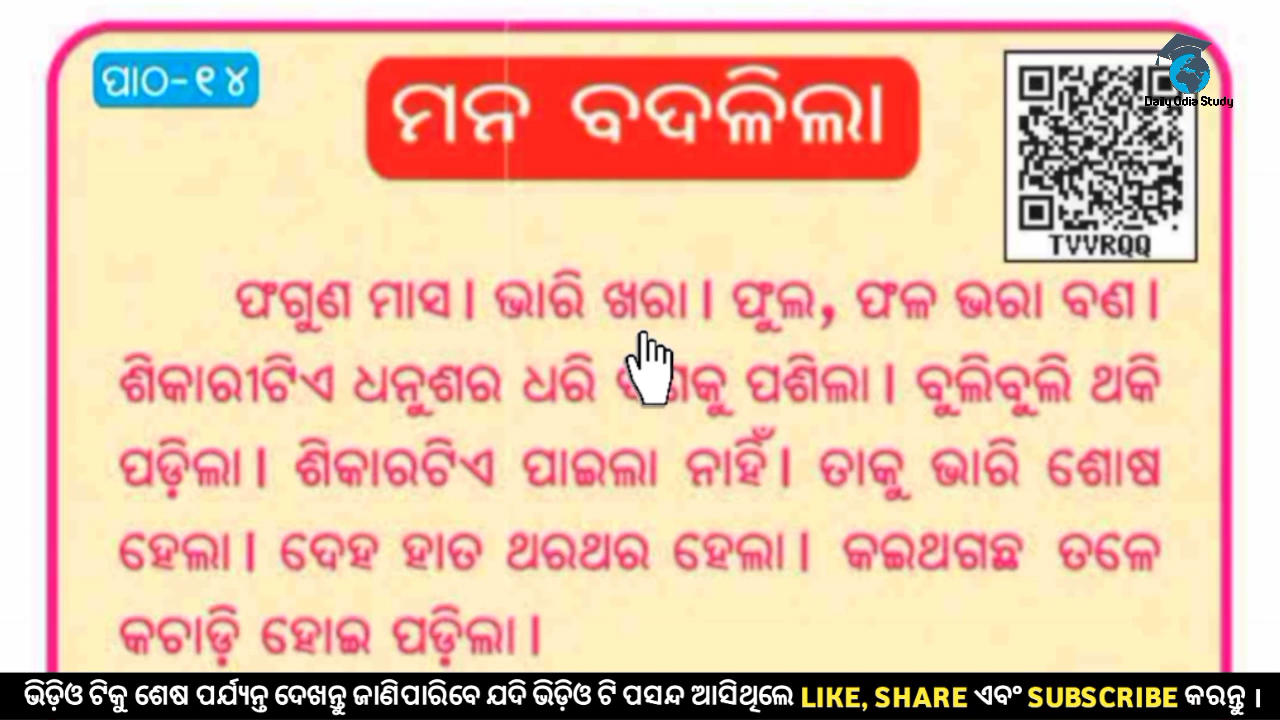 ପାଠ-୧୪
ମନ ବଦଳିଲା
Daily Odia Study
TVVRQQ
ଫଗୁଣ ମାସ। ଭାରି ଖରା। ଫୁଲ, ଫଳ ଭରା ବଣ।
ଶିକାରୀଟିଏ ଧନୁଶର ଧରି ପଶିଲା। ବୁଲିବୁଲି ଥକି
ପଡ଼ିଲା। ଶିକାରଟିଏ ପାଇଲା ନାହିଁ। ତାକୁ ଭାରି ଶୋଷ
ହେଲା। ଦେହ ହାତ ଥରଥର ହେଲା। କଇଥଗଛ ତଳେ
କଚାଡ଼ି ହୋଇ ପଡ଼ିଲା।
ଭିଡ଼ିଓ ଟିକୁ ଶେଷ ପର୍ଯ୍ୟନ୍ତ ଦେଖନ୍ତୁ ଜାଣିପାରିବେ ଯଦି ଭିଡ଼ିଓ ଟି ପସନ୍ଦ ଆସିଥିଲେ LIKE, SHARE ଏବଂ SUBSCRIBE କରନ୍ତୁ ।